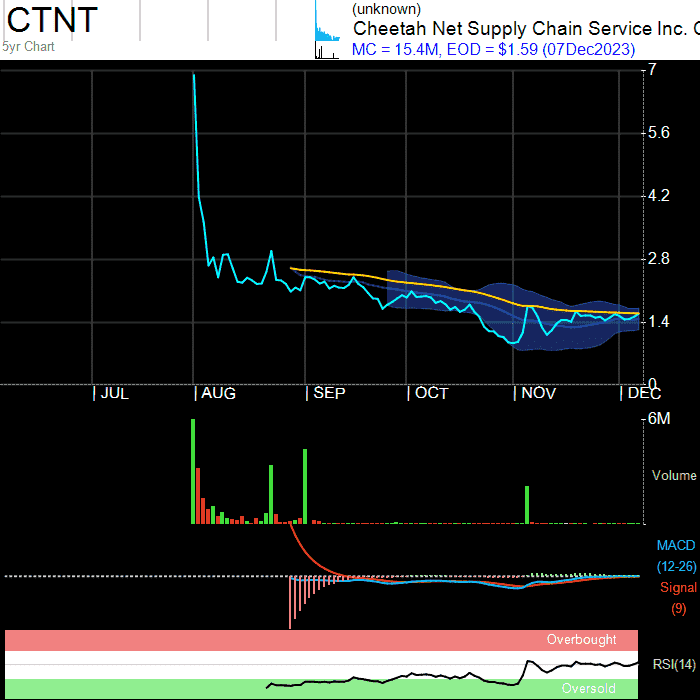 CTNT
5yr Chart
(unknown)
Cheetah Net Supply Chain Service Inc. C
MC = 15.4M, EOD = $1.59 (07Dec2023)
7
5.6
4.2
2.8
1.4
0
JUL
AUG
SEP
OCT
NOV
DEC
6M
Volume
MACD
(12-26)
Signal
(9)
Overbought
RSI(14)
Oversold